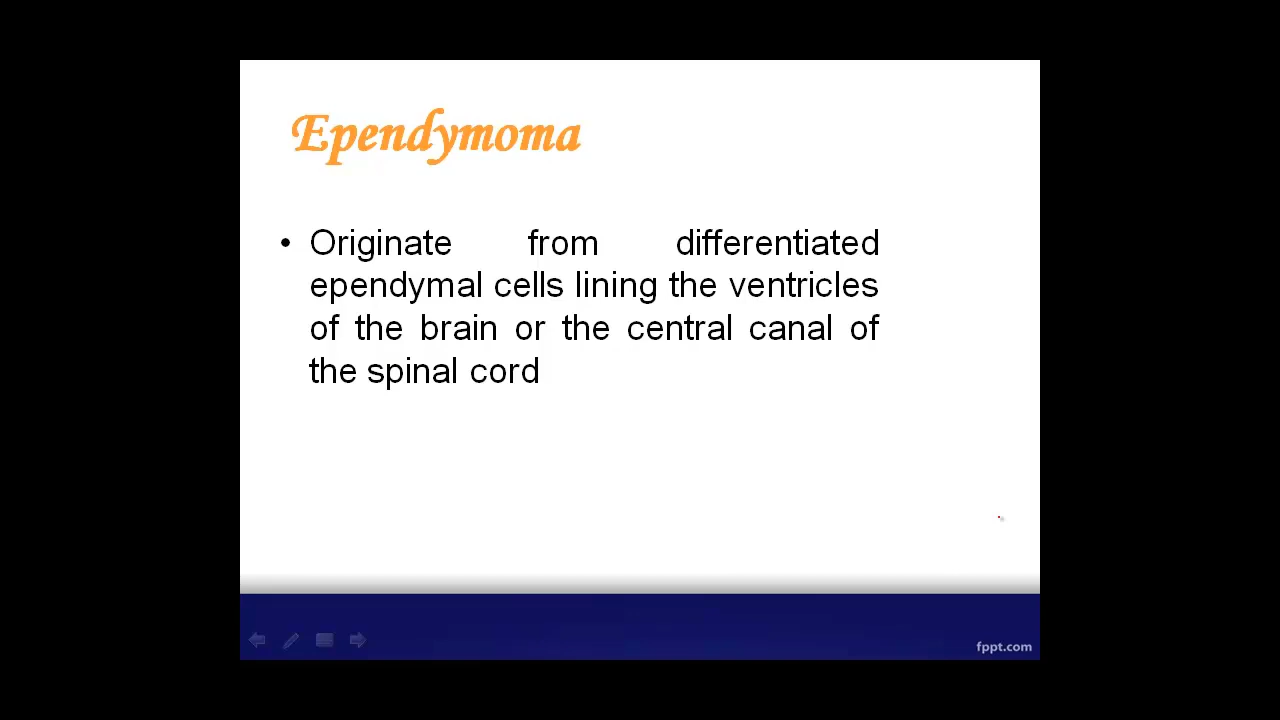 Ependymoma
• Originate from differentiated
ependymal cells lining the ventricles
of the brain or the central canal of
the spinal cord
fppt.com